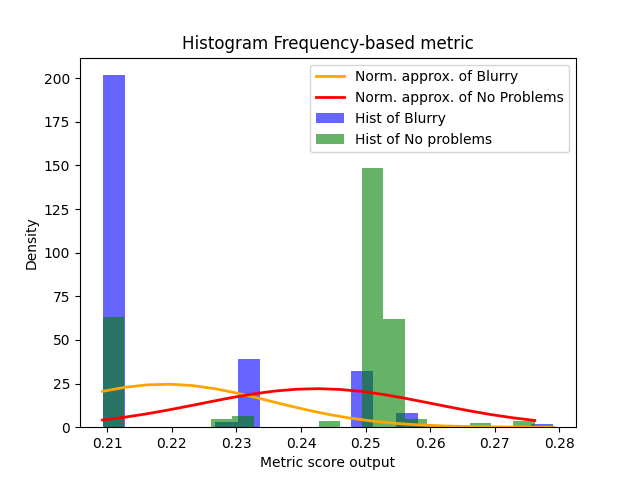 Histogram Frequency-based metric
Norm. approx. of Blurry
Norm. approx. of No Problems
Hist of Blurry
Hist of No problems
Density
200
175
150
125
100
75
50
25
0
0.21 0.22 0.23 0.24 0.25 0.26 0.27 0.28
Metric score output